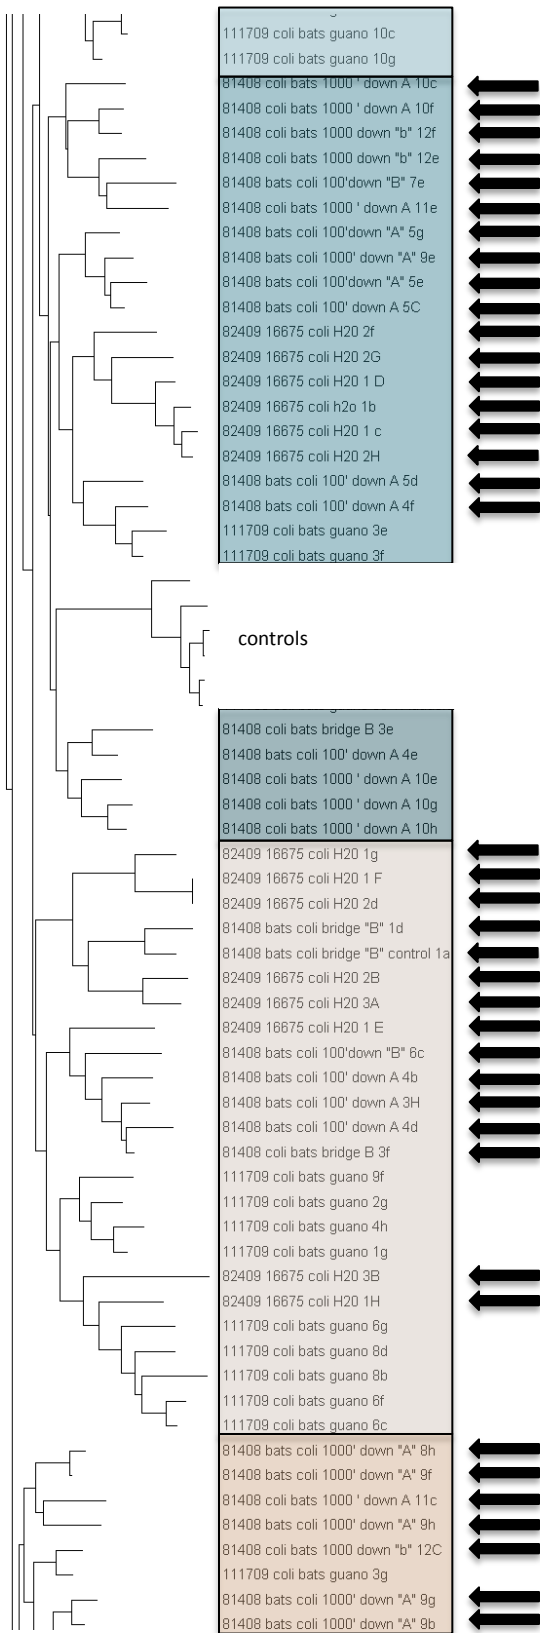 111709 coli bats guano 10c
111709 coli bats guano 10g
81408 coli bats 1000 ' down A 10c
81408 coli bats 1000 ' down A 10f
81408 coli bats 1000 down "b" 12f
81408 coli bats 1000 down "b" 12e
81408 bats coli 100'down "B" 7e
81408 coli bats 1000 ' down A 11e
81408 bats coli 100'down "A" 5g
81408 bats coli 1000' down "A" 9e
81408 bats coli 100'down "A" 5e
81408 bats coli 100' down A 5C
82409 16675 coli H20 2f
82409 16675 coli H20 2G
82409 16675 coli H20 1 D
82409 16675 coli h2o 1b
82409 16675 coli H20 1 c
82409 16675 coli H20 2H
81408 bats coli 100' down A 5d
81408 bats coli 100' down A 4f
111709 coli bats guano 3e
111709 coli bats guano 3f
controls
81408 coli bats bridge B 3e
81408 bats coli 100' down A 4e
81408 coli bats 1000 ' down A 10e
81408 coli bats 1000 ' down A 10g
81408 coli bats 1000 ' down A 10h
82409 16675 coli H20 1g
82409 16675 coli H20 1 F
82409 16675 coli H20 2d
81408 bats coli bridge "B" 1d
81408 bats coli bridge "B" control 1a
82409 16675 coli H20 2B
82409 16675 coli H20 3A
82409 16675 coli H20 1 E
81408 bats coli 100'down "B" 6c
81408 bats coli 100' down A 4b
81408 bats coli 100' down A 3H
81408 bats coli 100' down A 4d
81408 coli bats bridge B 3f
111709 coli bats guano 9f
111709 coli bats guano 2g
111709 coli bats guano 4h
111709 coli bats guano 1g
82409 16675 coli H20 3B
82409 16675 coli H20 1H
111709 coli bats guano 6g
111709 coli bats guano 8d
111709 coli bats guano 8b
111709 coli bats guano 6f
111709 coli bats guano 6c
81408 bats coli 1000' down "A" 8h
81408 bats coli 1000' down "A" 9f
81408 coli bats 1000 ' down A 11c
81408 bats coli 1000' down "A" 9h
81408 coli bats 1000 down "b" 12C
111709 coli bats guano 3g
81408 bats coli 1000' down "A" 9g
81408 bats coli 1000' down "A" 9b